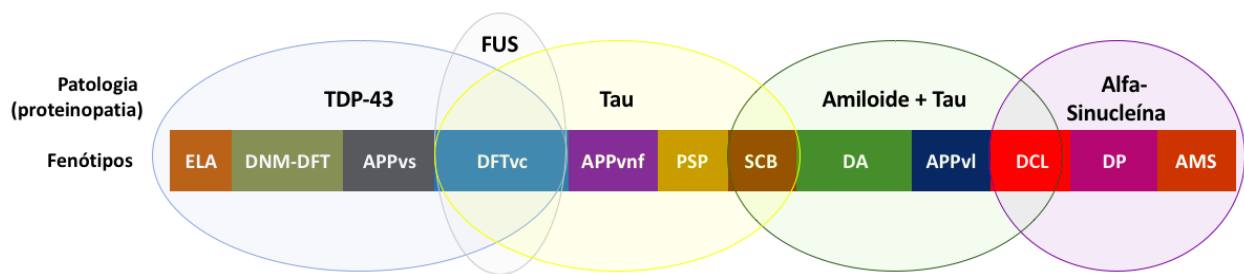 FUS
Patologia
(proteinopatia)
TDP-43
Tau
Amiloide + Tau
Alfa-
Sinucleína
Fenótipos
ELA
DNM-DFT
APPvs
DFTvc
APPvnf
PSP
SCB
DA
APPvl
DCL
DP
AMS